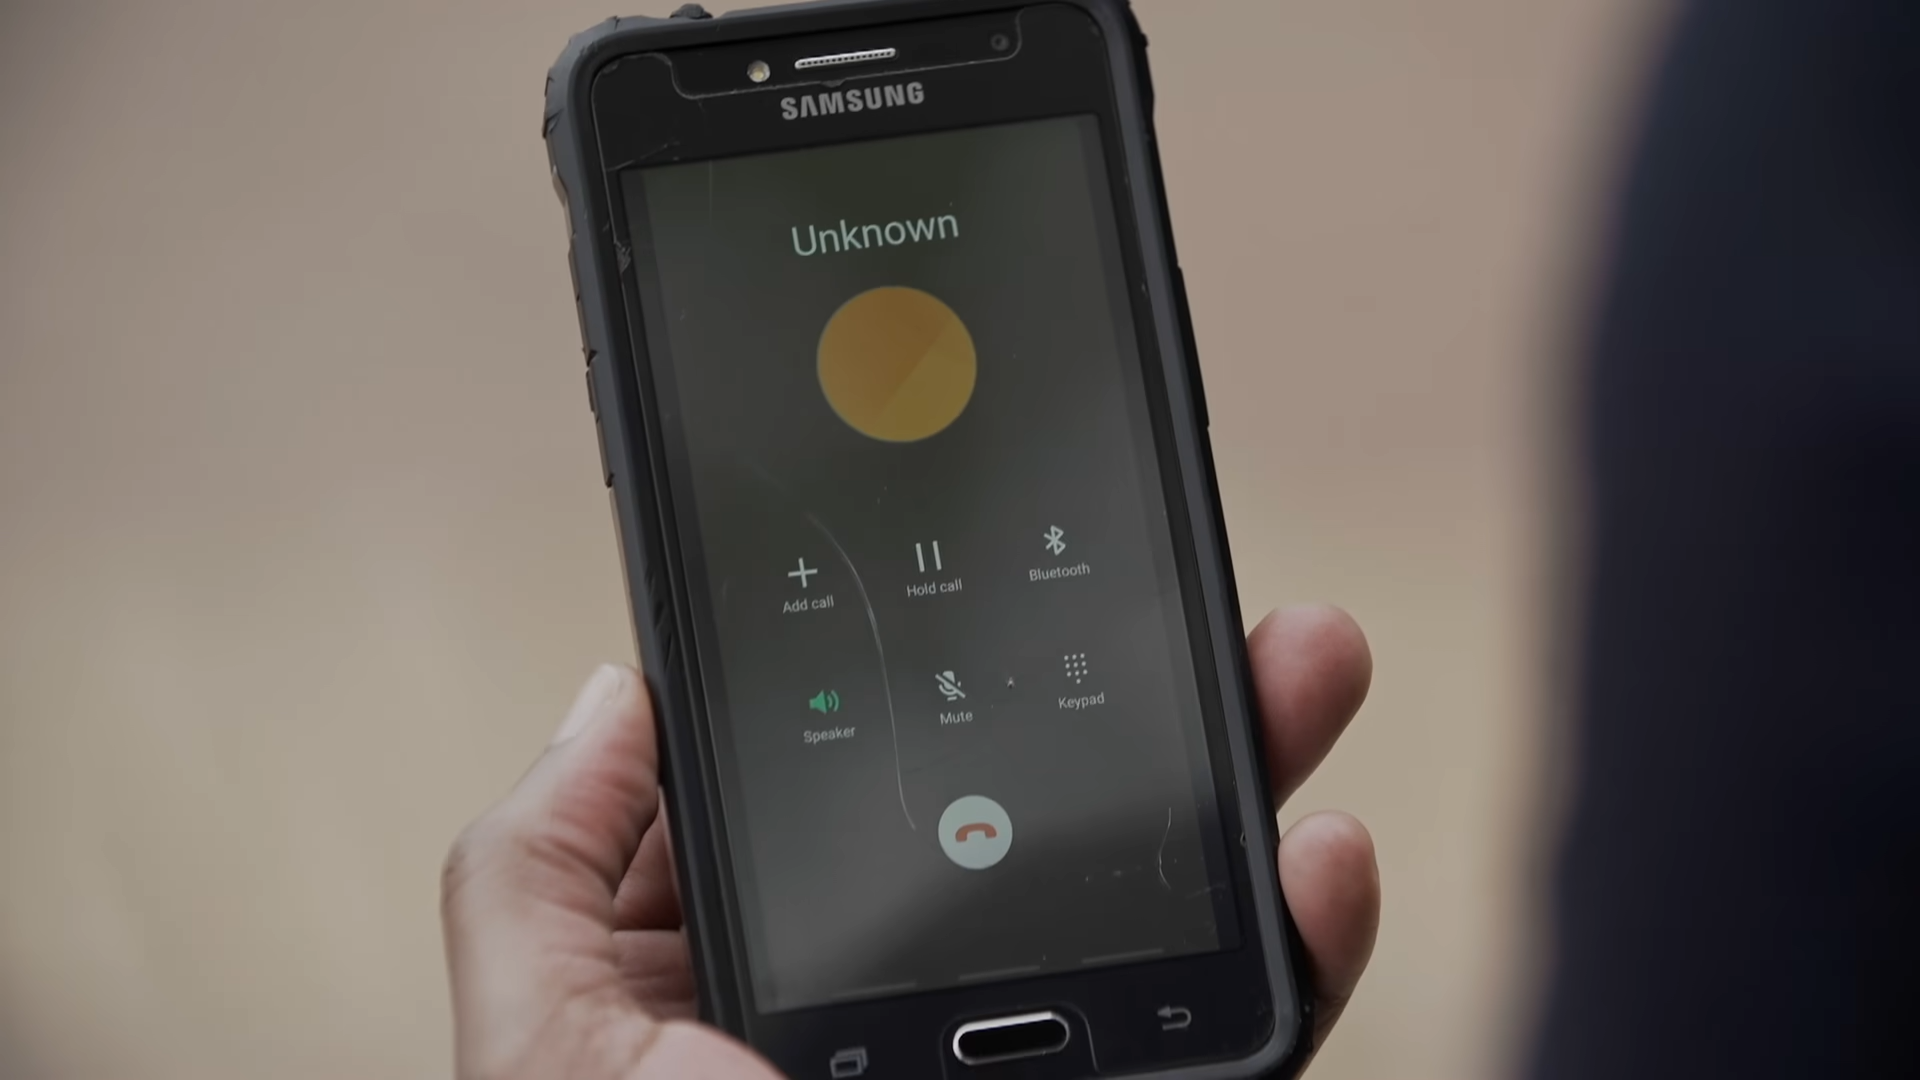 SAMSUNG
Unknown
Add call
Hold call
Bluetooth
Speaker
Mute
Keypad